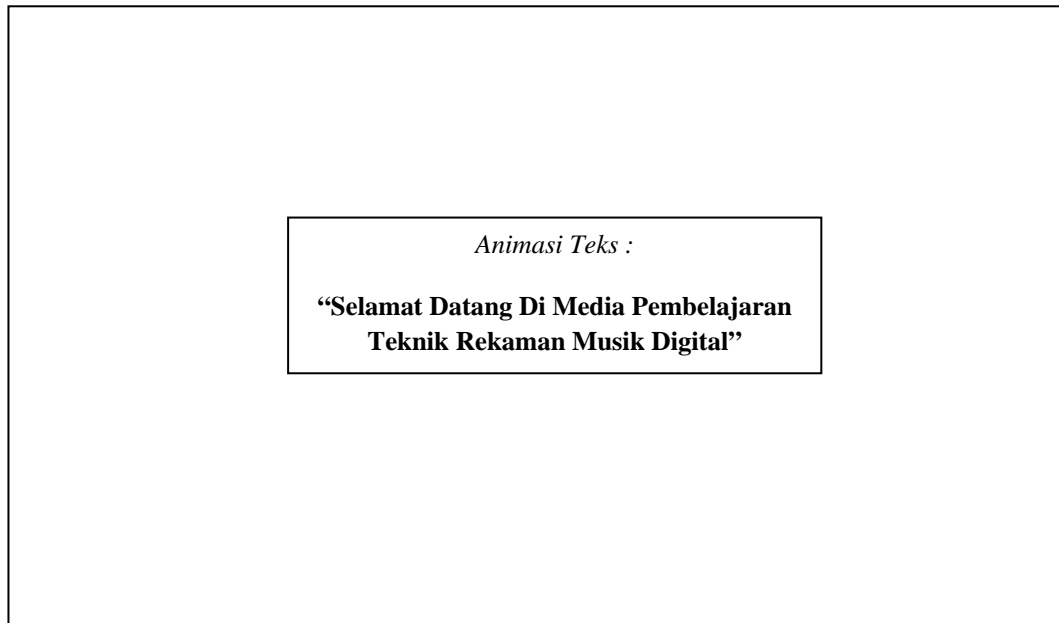 Animasi Teks :
“Selamat Datang Di Media Pembelajaran
Teknik Rekaman Musik Digital”